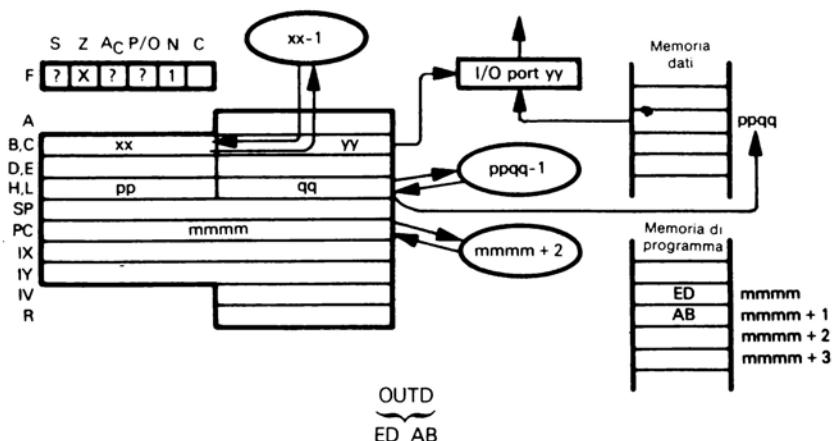 S Z AC P/O N C
F ? X ? ? 1
xx-1
I/O port yy
Memoria
dati
ppqq
A
B,C xx yy
D,E
H,L pp qq
ppqq-1
SP
PC mmmm
mmmm + 2
IX
IY
IV
R
Memoria di
programma
ED mmmm
AB mmmm + 1
mmmm + 2
mmmm + 3
OUTD
ED AB